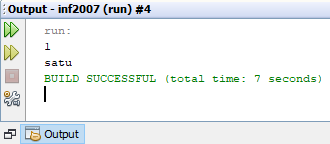 Output - inf2007 (run) #4
run:
1
satu
BUILD SUCCESSFUL (total time: 7 seconds)
Output